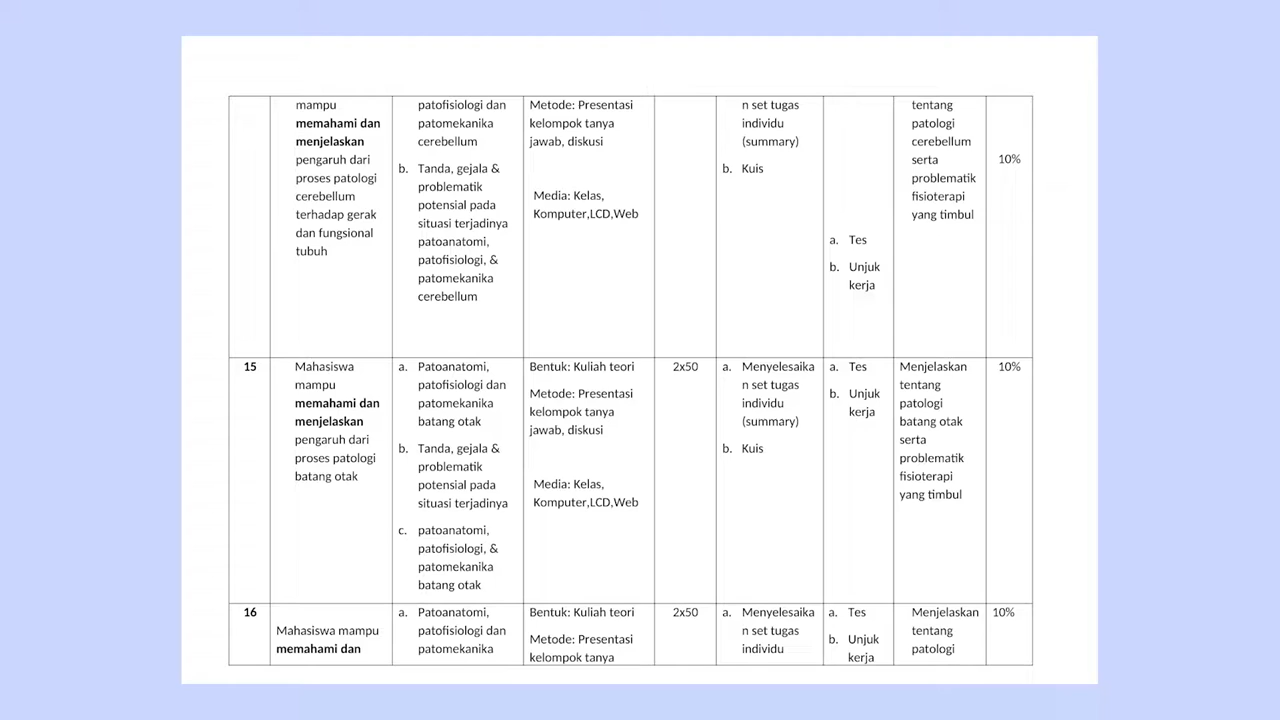 mampu
memahami dan
menjelaskan
pengaruh dari
proses patologi
cerebellum
terhadap gerak
dan fungsional
tubuh
patofisiologi dan
patomekanika
cerebellum
b. Tanda, gejala &
problematik
potensial pada
situasi terjadinya
patoanatomi,
patofisiologi, &
patomekanika
cerebellum
Metode: Presentasi
kelompok tanya
jawab, diskusi
Media: Kelas,
Komputer,LCD,Web
n set tugas
individu
(summary)
b. Kuis
a. Tes
b. Unjuk
kerja
tentang
patologi
cerebellum
serta
problematik
fisioterapi
yang timbul
10%
15
Mahasiswa
mampu
memahami dan
menjelaskan
pengaruh dari
proses patologi
batang otak
a. Patoanatomi,
patofisiologi dan
patomekanika
batang otak
b. Tanda, gejala &
problematik
potensial pada
situasi terjadinya
c. patoanatomi,
patofisiologi, &
patomekanika
batang otak
Bentuk: Kuliah teori
Metode: Presentasi
kelompok tanya
jawab, diskusi
Media: Kelas,
Komputer,LCD,Web
2x50
a. Menyelesaika
n set tugas
individu
(summary)
b. Kuis
a. Tes
b. Unjuk
kerja
Menjelaskan
tentang
patologi
batang otak
serta
problematik
fisioterapi
yang timbul
10%
16
Mahasiswa mampu
memahami dan
a. Patoanatomi,
patofisiologi dan
patomekanika
Bentuk: Kuliah teori
Metode: Presentasi
kelompok tanya
2x50
a. Menyelesaika
n set tugas
individu
a. Tes
b. Unjuk
kerja
Menjelaskan
tentang
patologi
10%